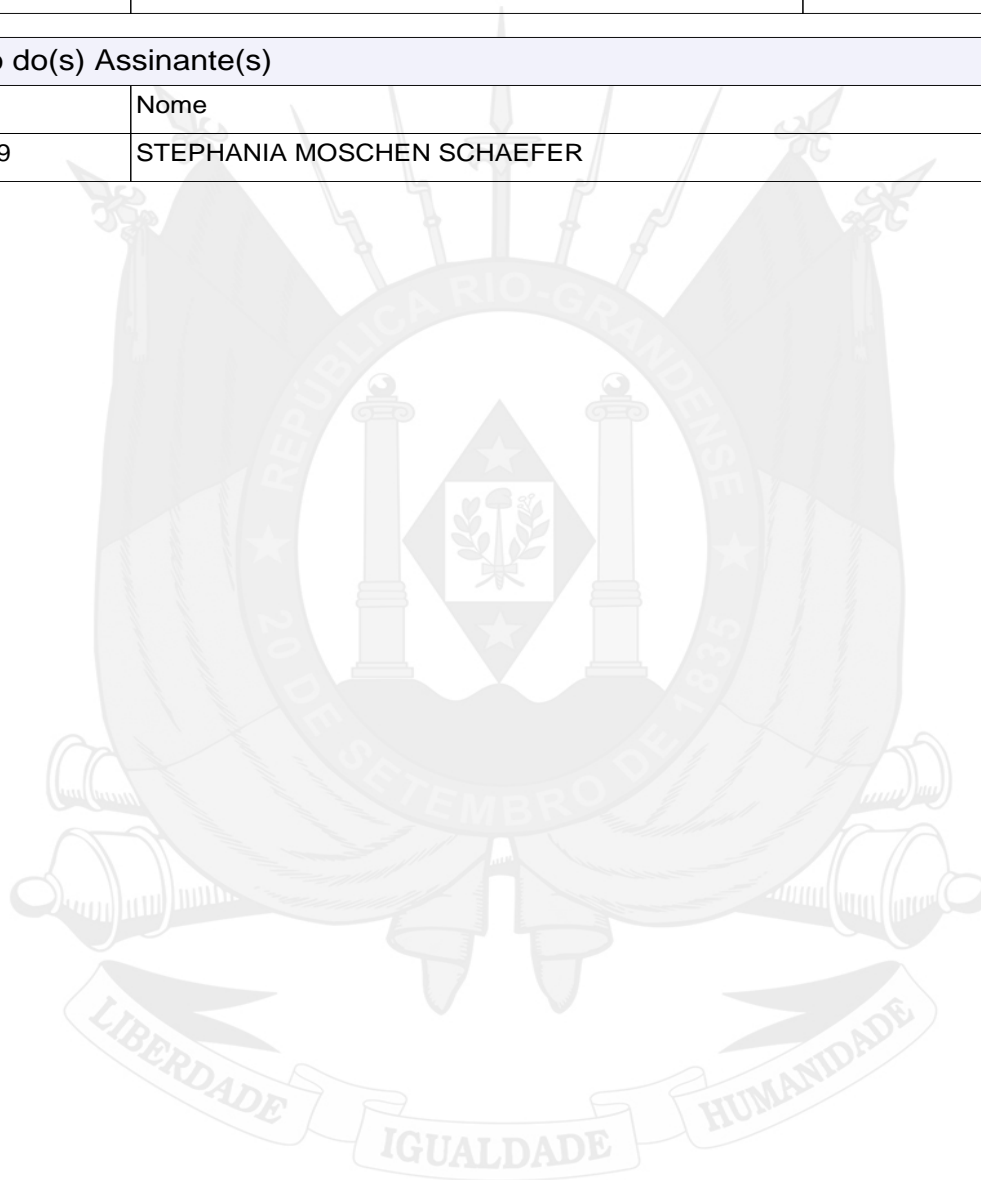 o do(s) Assinante(s)
Nome
9 STEPHANIA MOSCHEN SCHAEFER
REPÚBLICA RIO-GRANDENSE
20 DE SETEMBRO DE 1835
LIBERDADE IGUALDADE HUMANIDADE